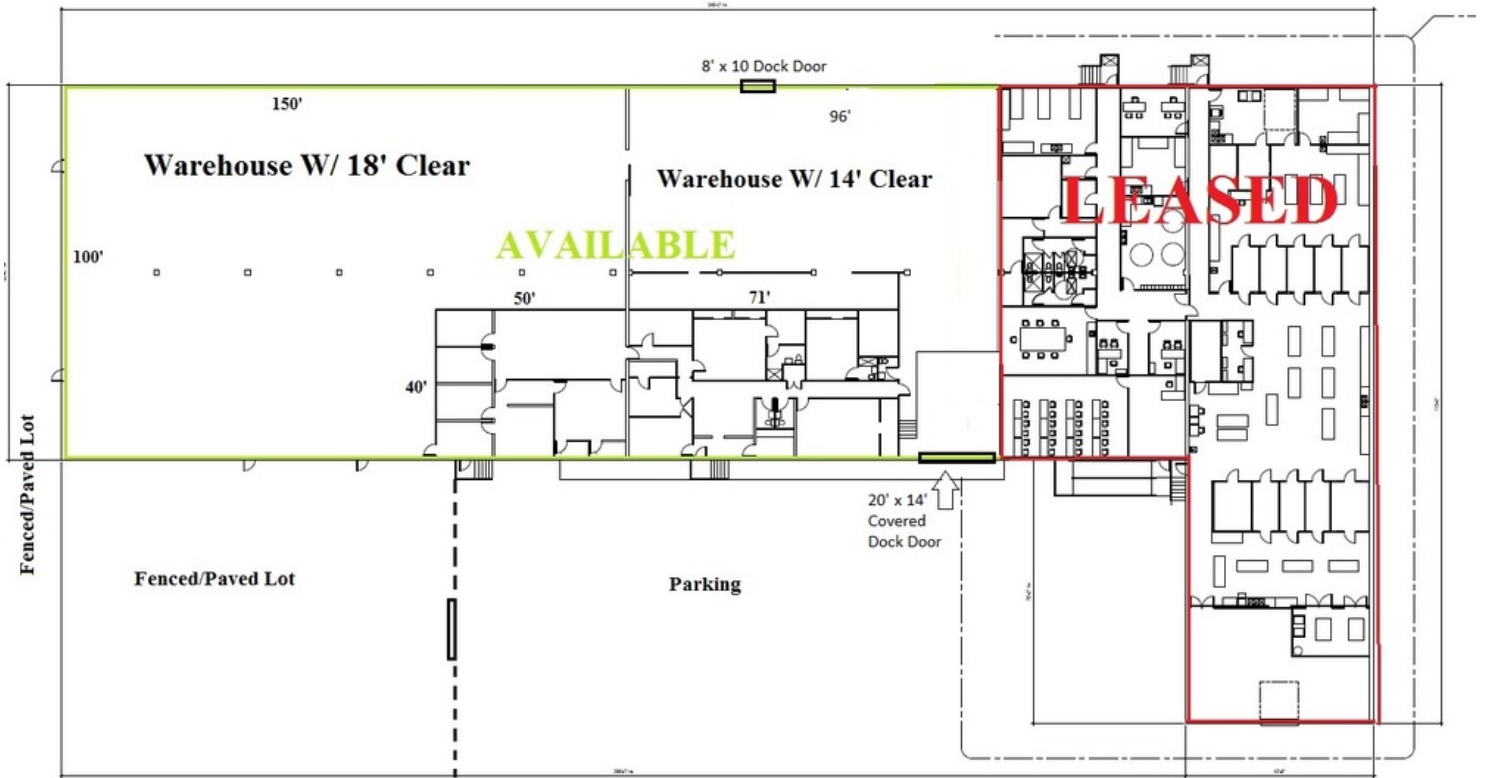 8' x 10 Dock Door
150'
96'
Warehouse W/ 18' Clear
Warehouse W/ 14' Clear
LEASED
AVAILABLE
100'
50'
71'
40'
Fenced/Paved Lot
20' x 14'
Covered
Dock Door
Fenced/Paved Lot
Parking